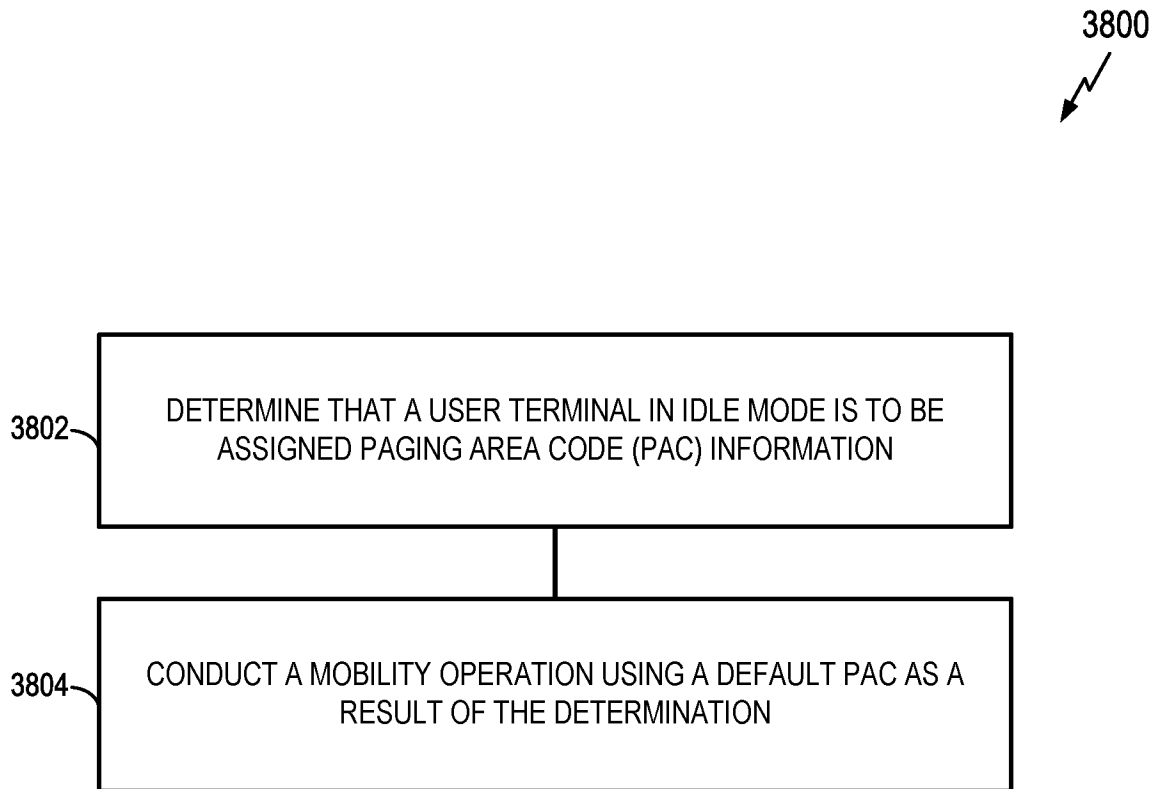 3800
3802
DETERMINE THAT A USER TERMINAL IN IDLE MODE IS TO BE
ASSIGNED PAGING AREA CODE (PAC) INFORMATION
3804
CONDUCT A MOBILITY OPERATION USING A DEFAULT PAC AS A
RESULT OF THE DETERMINATION